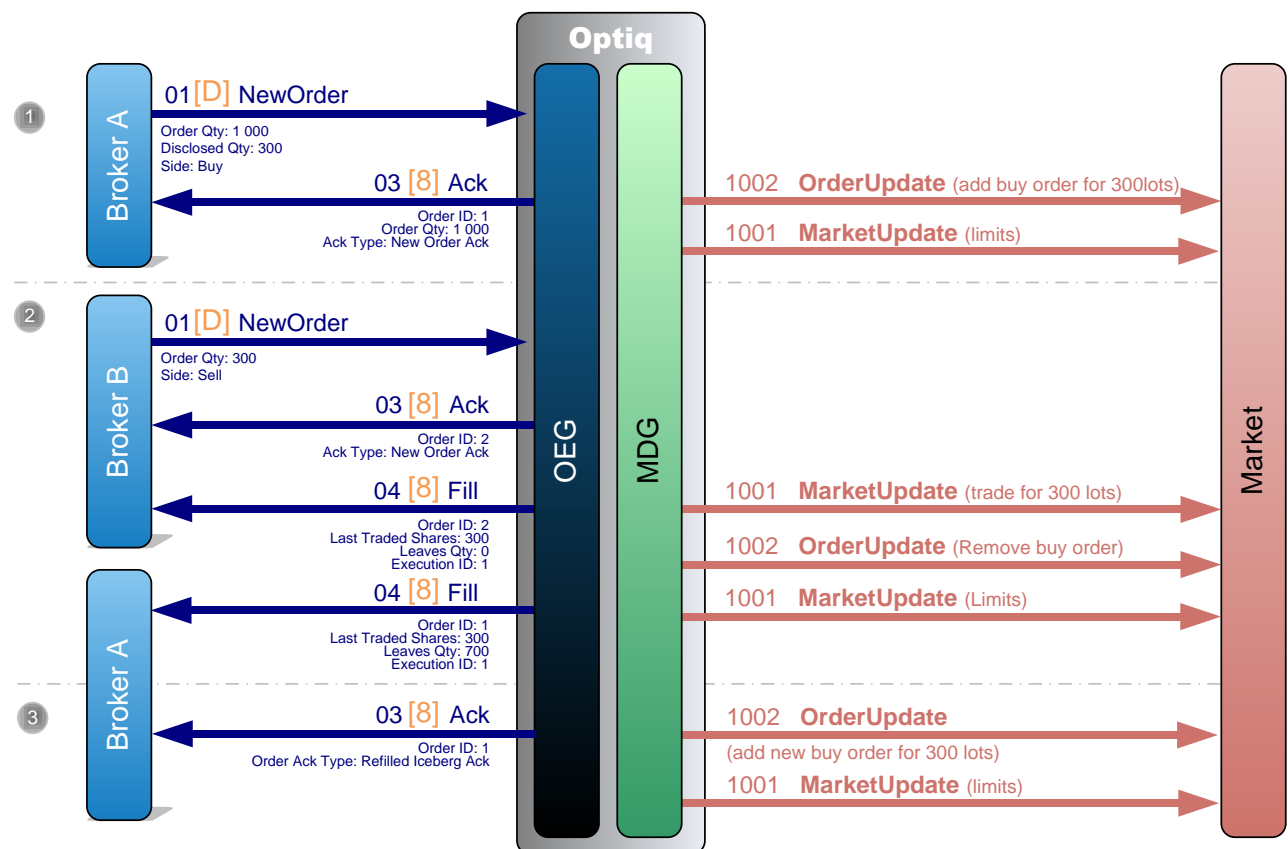 Optiq
1
Broker A
01 [D] NewOrder
Order Qty: 1 000
Disclosed Qty: 300
Side: Buy
03 [8] Ack
Order ID: 1
Order Qty: 1 000
Ack Type: New Order Ack
1002 OrderUpdate (add buy order for 300lots)
1001 MarketUpdate (limits)
OEG
MDG
Market
2
Broker B
01 [D] NewOrder
Order Qty: 300
Side: Sell
03 [8] Ack
Order ID: 2
Ack Type: New Order Ack
04 [8] Fill
Order ID: 2
Last Traded Shares: 300
Leaves Qty: 0
Execution ID: 1
1001 MarketUpdate (trade for 300 lots)
1002 OrderUpdate (Remove buy order)
1001 MarketUpdate (Limits)
Broker A
04 [8] Fill
Order ID: 1
Last Traded Shares: 300
Leaves Qty: 700
Execution ID: 1
3
03 [8] Ack
Order ID: 1
Order Ack Type: Refilled Iceberg Ack
1002 OrderUpdate
(add new buy order for 300 lots)
1001 MarketUpdate (limits)